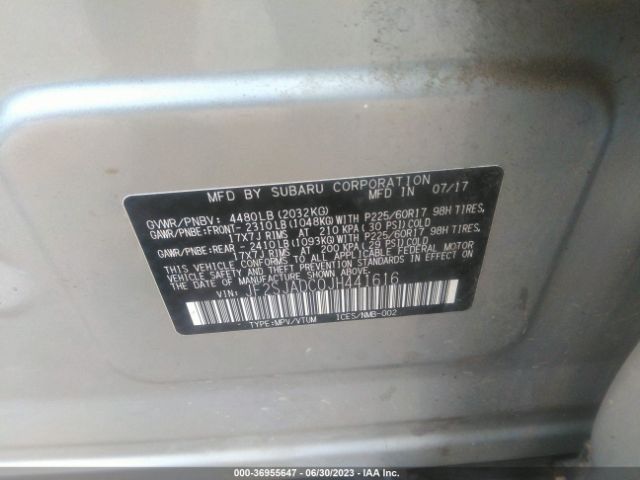 MFD BY SUBARU CORPORATION
MFD IN 07/17
GVWR/PNBV: 4480LB (2032KG)
GAWR/PNBE:FRONT- 2310LB (1048KG) WITH P225/60R17 98H TIRES,
17X7J RIMS AT 210 KPA (30 PSI) COLD
GAWR/PNBE:REAR - 2410LB (1093KG) WITH P225/60R17 98H TIRES,
17X7J RIMS AT 200 KPA (29 PSI) COLD
THIS VEHICLE CONFORMS TO ALL APPLICABLE FEDERAL MOTOR
VEHICLE SAFETY AND THEFT PREVENTION STANDARDS IN EFFECT
ON THE DATE OF MANUFACTURE SHOWN ABOVE.
VIN: JF2SJADC0JH441616
TYPE:MPV/VTUM ICES/NMB-002
000-36955647 - 06/30/2023 - IAA Inc.